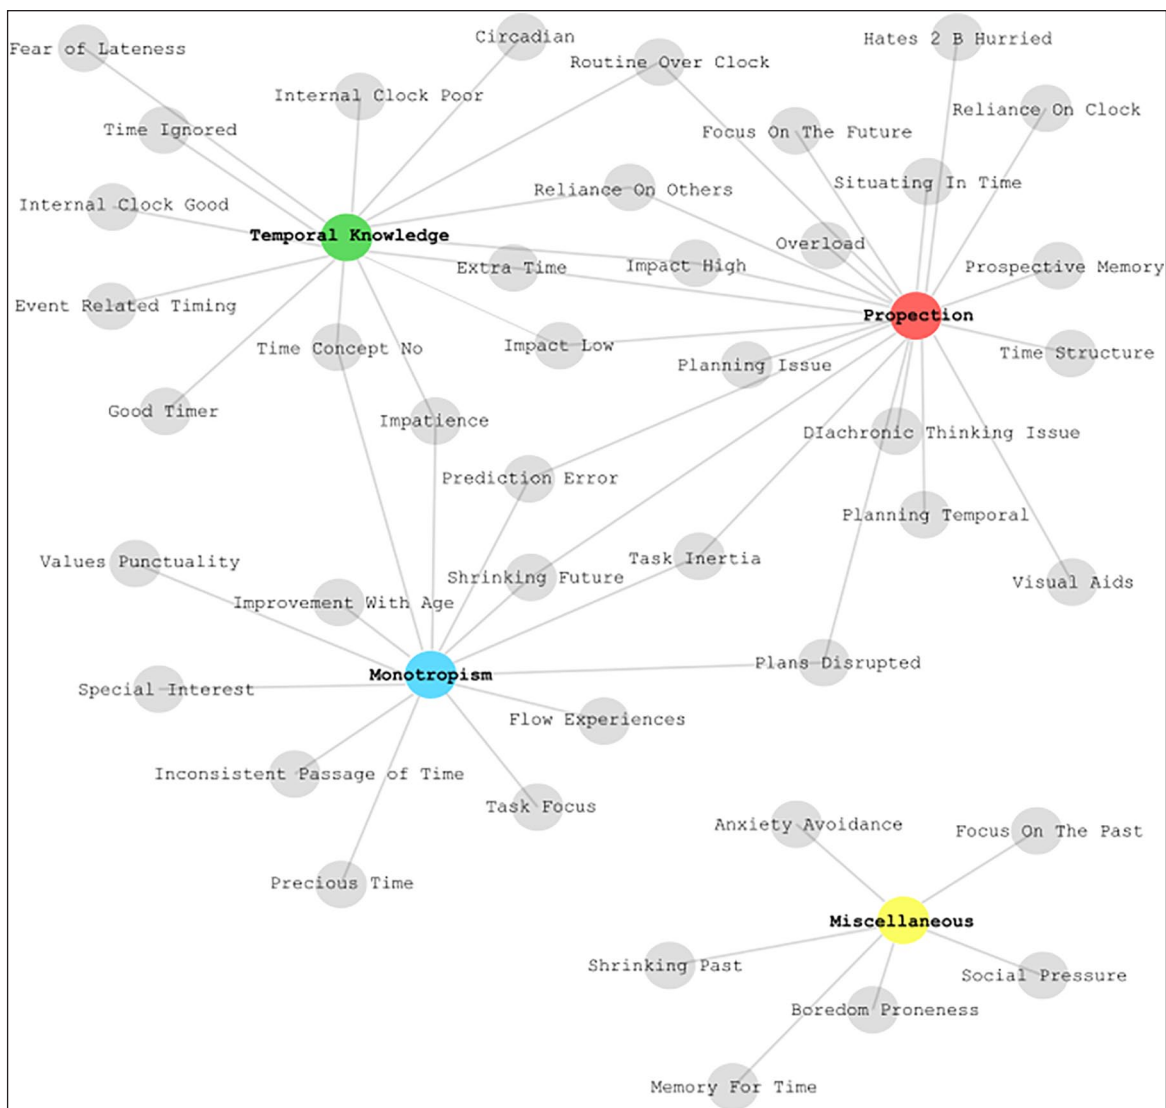 Circadian
Hates 2 B Hurried
Fear of Lateness
Routine Over Clock
Internal Clock Poor
Reliance On Clock
Time Ignored
Focus On The Future
Situating In Time
Reliance On Others
Internal Clock Good
Temporal Knowledge
Overload
Extra Time
Impact High
Prospective Memory
Event Related Timing
Propection
Time Concept No
Impact Low
Time Structure
Planning Issue
Good Timer
Impatience
DIachronic Thinking Issue
Prediction Error
Planning Temporal
Values Punctuality
Task Inertia
Shrinking Future
Visual Aids
Improvement With Age
Plans Disrupted
Monotropism
Special Interest
Flow Experiences
Inconsistent Passage of Time
Task Focus
Anxiety Avoidance
Focus On The Past
Precious Time
Miscellaneous
Shrinking Past
Social Pressure
Boredom Proneness
Memory For Time